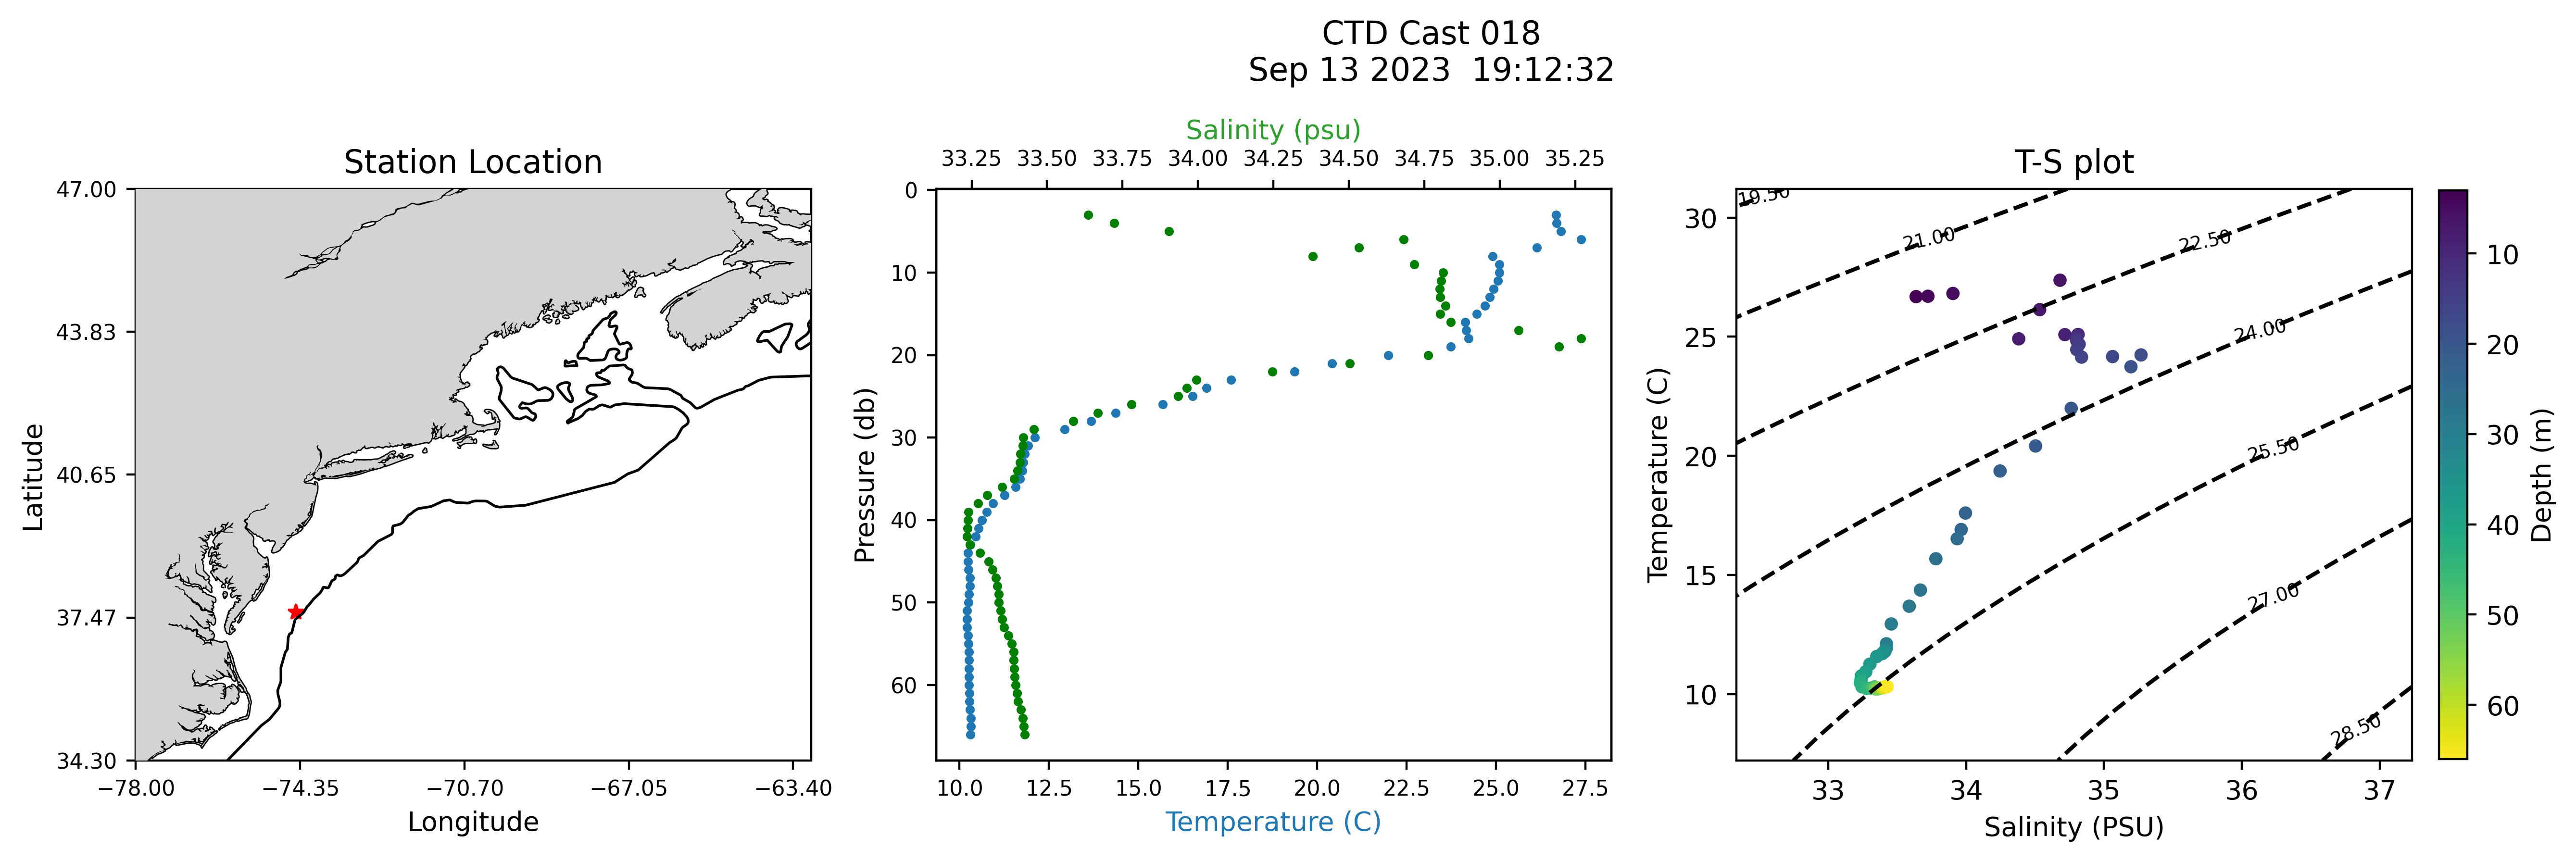 CTD Cast 018
Sep 13 2023  19:12:32
Station Location
47.00
43.83
40.65
37.47
34.30
Latitude
−78.00 −74.35 −70.70 −67.05 −63.40
Longitude
Salinity (psu)
33.25 33.50 33.75 34.00 34.25 34.50 34.75 35.00 35.25
0
10
20
30
40
50
60
Pressure (db)
10.0 12.5 15.0 17.5 20.0 22.5 25.0 27.5
Temperature (C)
T-S plot
30
25
20
15
10
Temperature (C)
19.50
21.00
22.50
24.00
25.50
27.00
28.50
33 34 35 36 37
Salinity (PSU)
10
20
30
40
50
60
Depth (m)